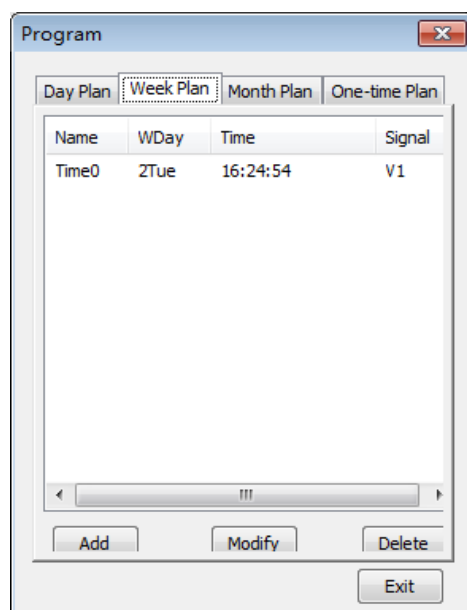 Program
Day Plan Week Plan Month Plan One-time Plan
Name WDay Time Signal
Time0 2Tue 16:24:54 V1
Add Modify Delete
Exit